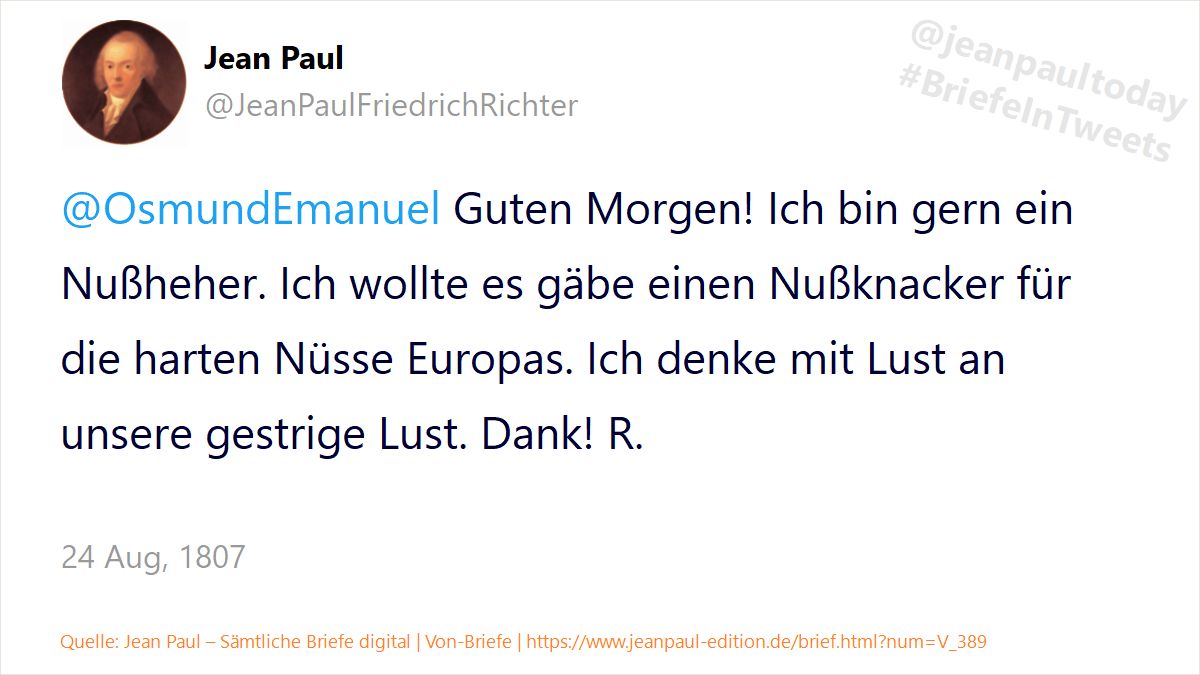 Jean Paul
@JeanPaulFriedrichRichter
@jeanpaultoday
#BriefeInTweets
@OsmundEmanuel Guten Morgen! Ich bin gern ein
Nußheher. Ich wollte es gäbe einen Nußknacker für
die harten Nüsse Europas. Ich denke mit Lust an
unsere gestrige Lust. Dank! R.
24 Aug, 1807
Quelle: Jean Paul – Sämtliche Briefe digital | Von-Briefe | https://www.jeanpaul-edition.de/brief.html?num=V_389